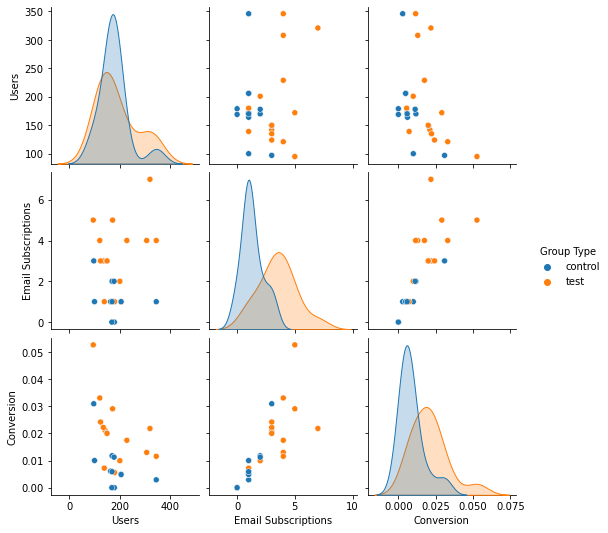 350
300
250
200
150
100
Users
6
4
2
0
Email Subscriptions
Group Type
control
test
0.05
0.04
0.03
0.02
0.01
0.00
Conversion
0 200 400
0 5 10
0.000 0.025 0.050 0.075
Users Email Subscriptions Conversion